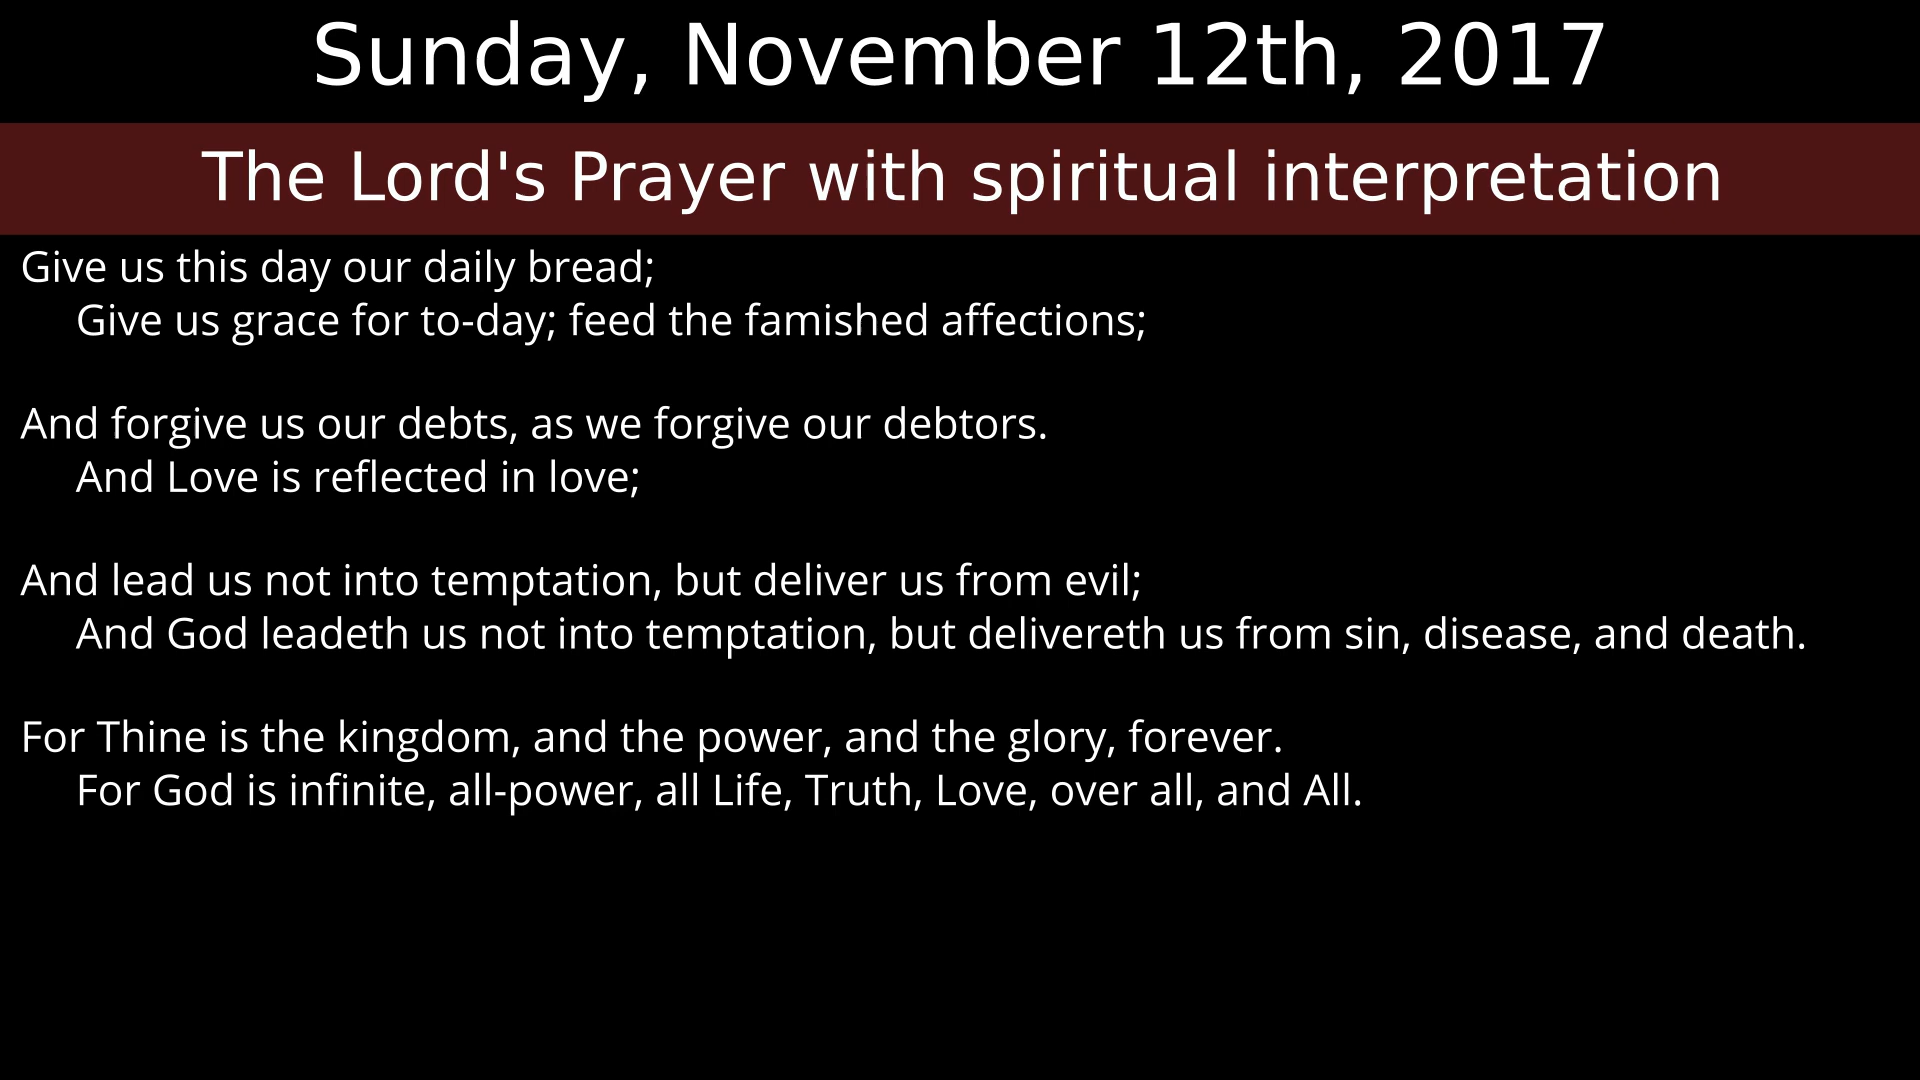 Sunday, November 12th, 2017
The Lord's Prayer with spiritual interpretation
Give us this day our daily bread;
Give us grace for to-day; feed the famished affections;
And forgive us our debts, as we forgive our debtors.
And Love is reflected in love;
And lead us not into temptation, but deliver us from evil;
And God leadeth us not into temptation, but delivereth us from sin, disease, and death.
For Thine is the kingdom, and the power, and the glory, forever.
For God is infinite, all-power, all Life, Truth, Love, over all, and All.